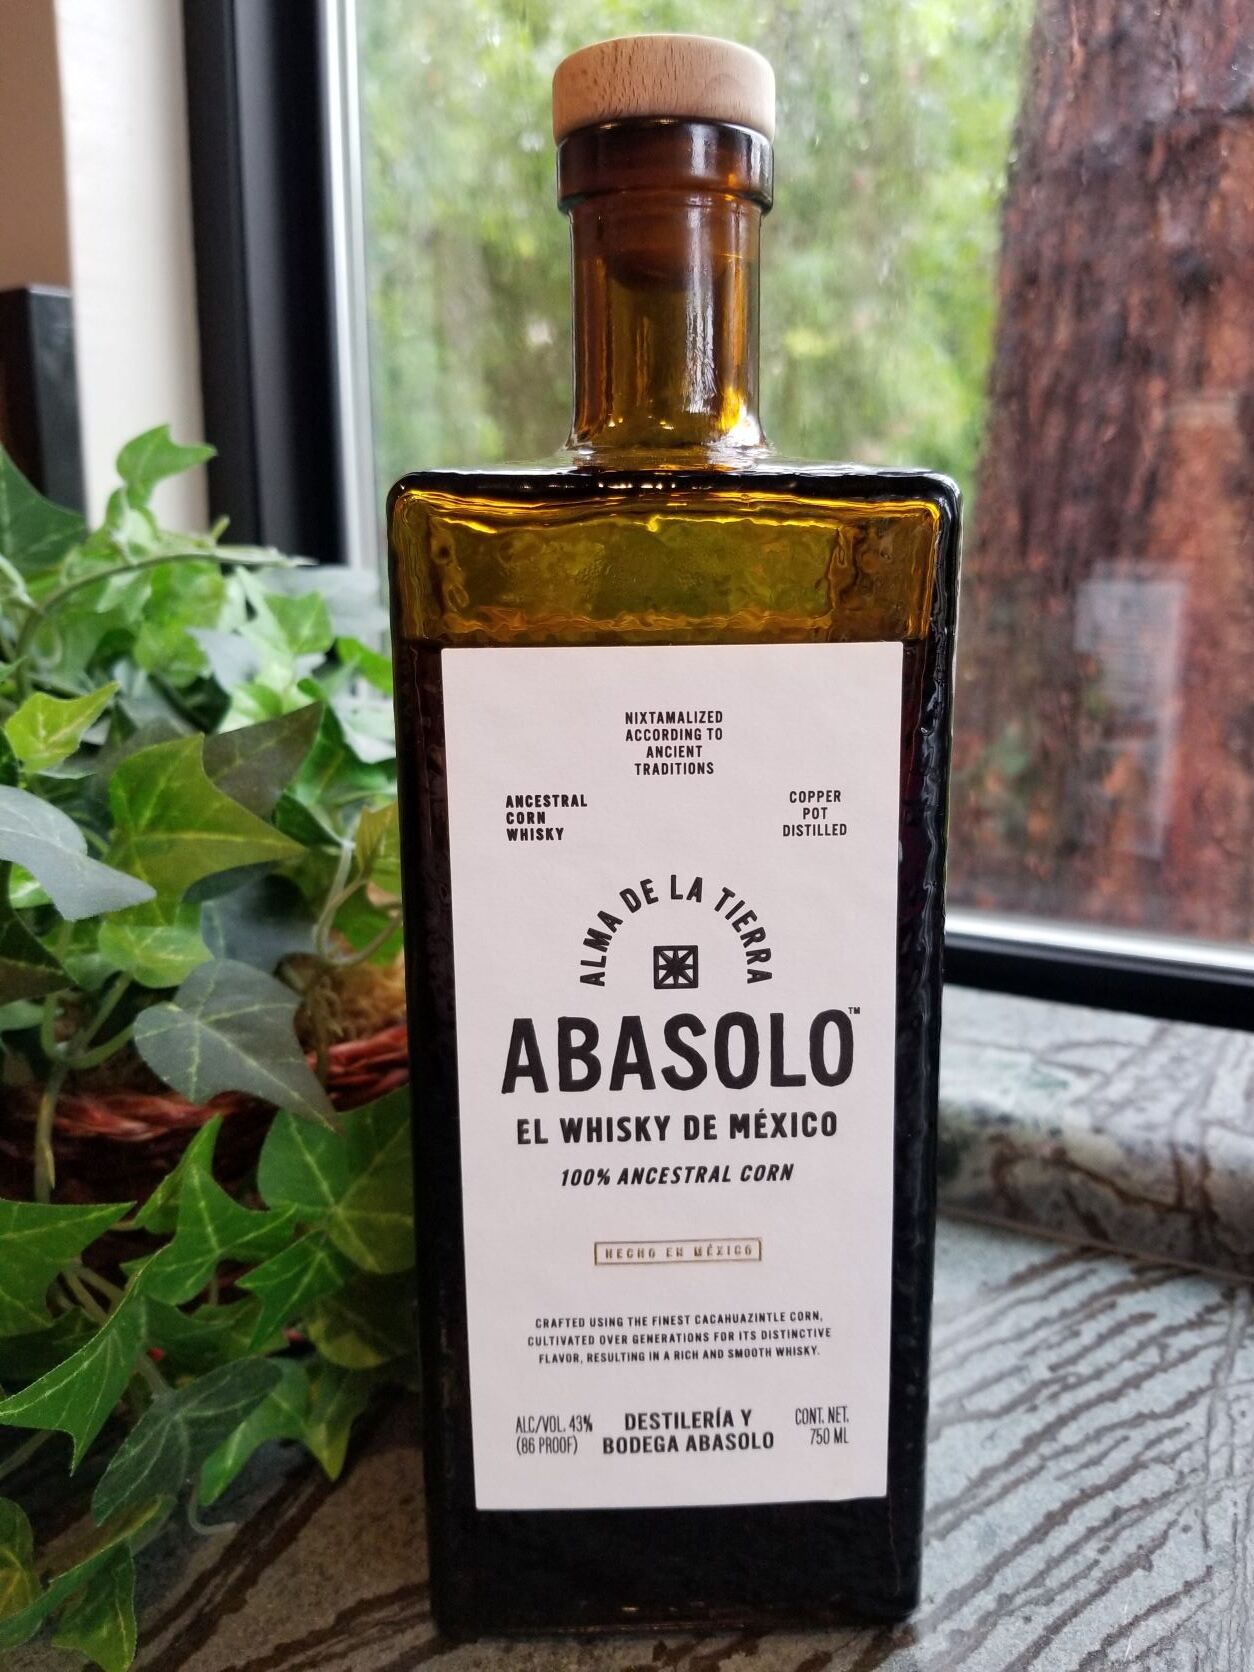 NIXTAMALIZED
ACCORDING TO
ANCIENT
TRADITIONS
ANCESTRAL
CORN
WHISKY
COPPER
POT
DISTILLED
ALMA DE LA TIERRA
ABASOLO™
EL WHISKY DE MÉXICO
100% ANCESTRAL CORN
HECHO EN MÉXICO
CRAFTED USING THE FINEST CACAHUAZINTLE CORN,
CULTIVATED OVER GENERATIONS FOR ITS DISTINCTIVE
FLAVOR, RESULTING IN A RICH AND SMOOTH WHISKY.
ALC/VOL. 43%
(86 PROOF)
DESTILERÍA Y
BODEGA ABASOLO
CONT. NET.
750 ML